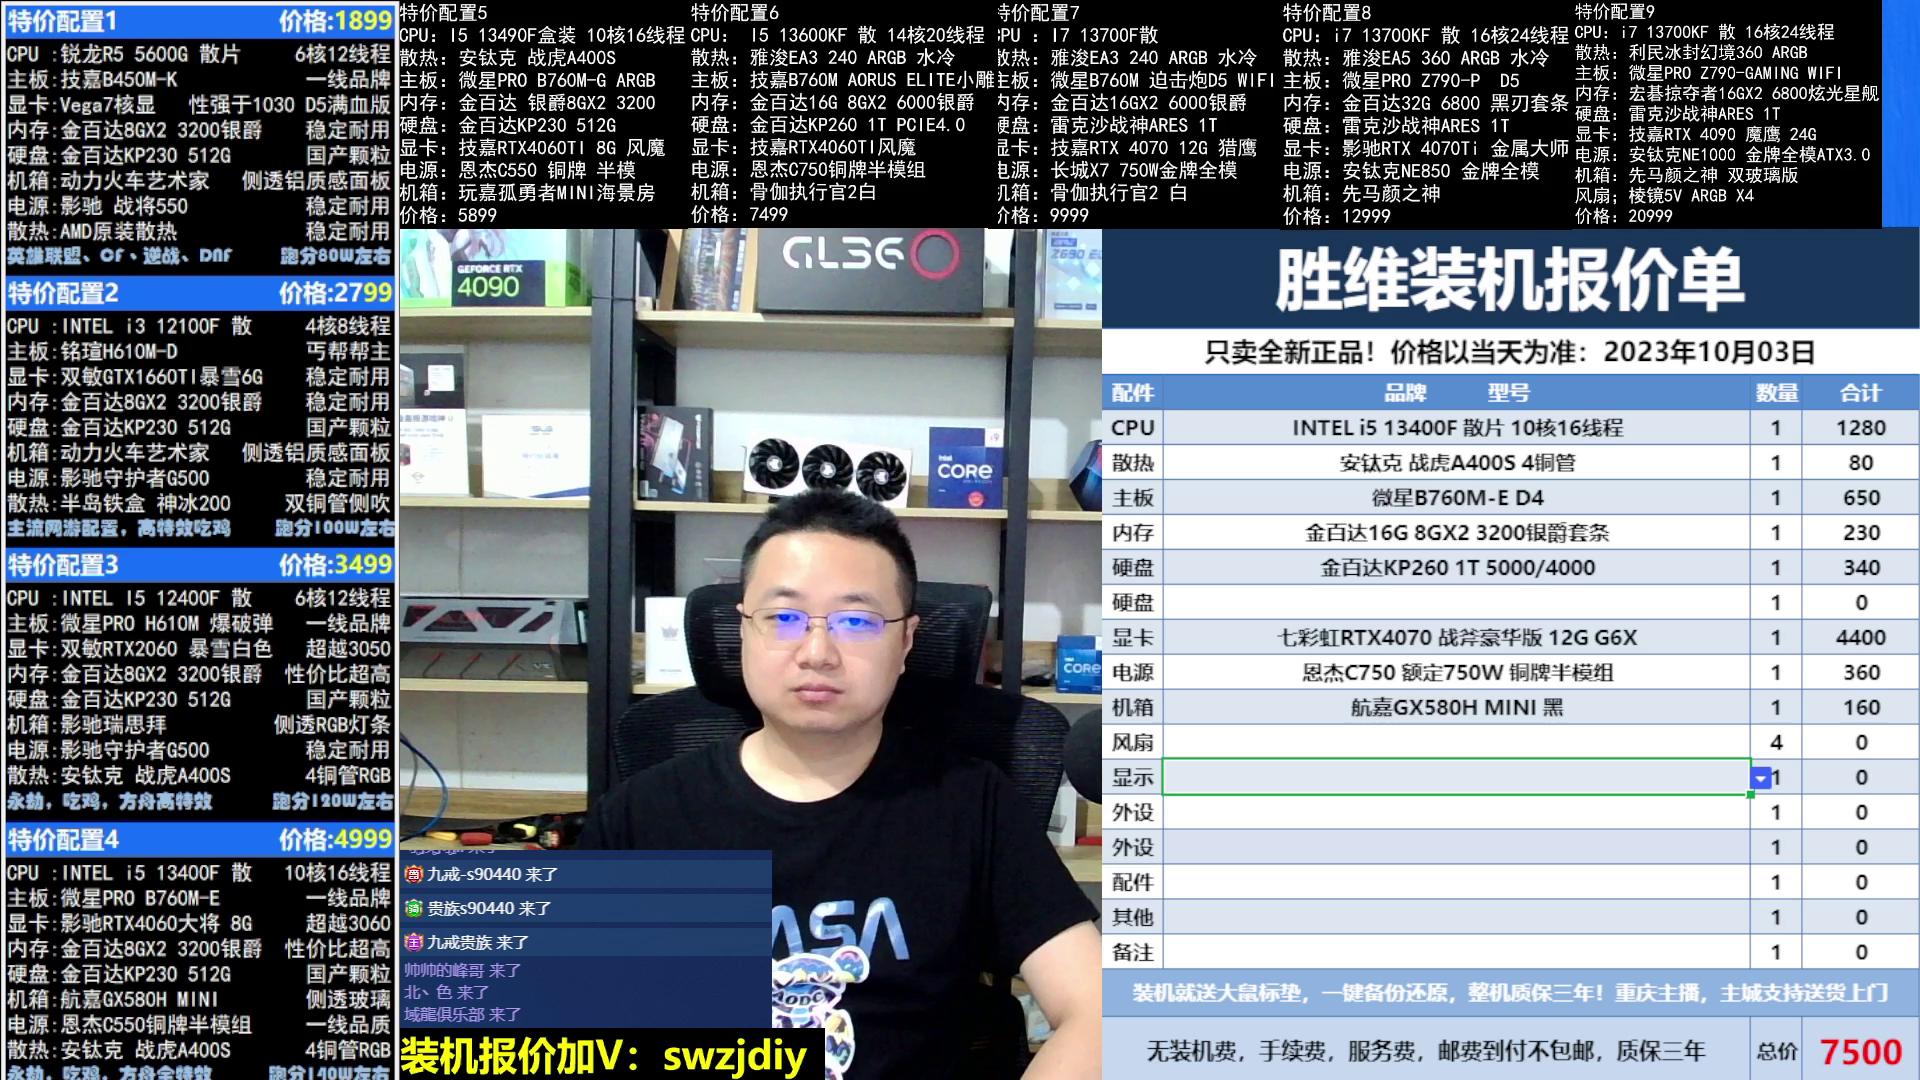 特价配置1 价格:1899
CPU :锐龙R5 5600G 散片 6核12线程
主板:技嘉B450M-K 一线品牌
显卡:Vega7核显 性强于1030 D5满血版
内存:金百达8GX2 3200银爵 稳定耐用
硬盘:金百达KP230 512G 国产颗粒
机箱:动力火车艺术家 侧透铝质感面板
电源:影驰 战将550 稳定耐用
散热:AMD原装散热 稳定耐用
英雄联盟、CF、逆战、DNF 跑分80W左右
特价配置2 价格:2799
CPU :INTEL i3 12100F 散 4核8线程
主板:铭瑄H610M-D 丐帮帮主
显卡:双敏GTX1660TI暴雪6G 稳定耐用
内存:金百达8GX2 3200银爵 稳定耐用
硬盘:金百达KP230 512G 国产颗粒
机箱:动力火车艺术家 侧透铝质感面板
电源:影驰守护者G500 稳定耐用
散热:半岛铁盒 神冰200 双铜管侧吹
主流网游配置，高特效吃鸡 跑分100W左右
特价配置3 价格:3499
CPU :INTEL I5 12400F 散 6核12线程
主板:微星PRO H610M 爆破弹 一线品牌
显卡:双敏RTX2060 暴雪白色 超越3050
内存:金百达8GX2 3200银爵 性价比超高
硬盘:金百达KP230 512G 国产颗粒
机箱:影驰瑞思拜 侧透RGB灯条
电源:影驰守护者G500 稳定耐用
散热:安钛克 战虎A400S 4铜管RGB
永劫，吃鸡，方舟高特效 跑分120W左右
特价配置4 价格:4999
CPU :INTEL i5 13400F 散 10核16线程
主板:微星PRO B760M-E 一线品牌
显卡:影驰RTX4060大将 8G 超越3060
内存:金百达8GX2 3200银爵 性价比超高
硬盘:金百达KP230 512G 国产颗粒
机箱:航嘉GX580H MINI 侧透玻璃
电源:恩杰C550铜牌半模组 一线品质
散热:安钛克 战虎A400S 4铜管RGB
永劫，吃鸡，方舟全特效 跑分140W左右
特价配置5
CPU: I5 13490F盒装 10核16线程
散热: 安钛克 战虎A400S
主板: 微星PRO B760M-G ARGB
内存: 金百达 银爵8GX2 3200
硬盘: 金百达KP230 512G
显卡: 技嘉RTX4060TI 8G 风魔
电源: 恩杰C550 铜牌 半模
机箱: 玩嘉孤勇者MINI海景房
价格: 5899
特价配置6
CPU: I5 13600KF 散 14核20线程
散热: 雅浚EA3 240 ARGB 水冷
主板: 技嘉B760M AORUS ELITE小雕
内存: 金百达16G 8GX2 6000银爵
硬盘: 金百达KP260 1T PCIE4.0
显卡: 技嘉RTX4060TI风魔
电源: 恩杰C750铜牌半模组
机箱: 骨伽执行官2白
价格: 7499
特价配置7
CPU : I7 13700F散
散热: 雅浚EA3 240 ARGB 水冷
主板: 微星B760M 迫击炮D5 WIFI
内存: 金百达16GX2 6000银爵
硬盘: 雷克沙战神ARES 1T
显卡: 技嘉RTX 4070 12G 猎鹰
电源: 长城X7 750W金牌全模
机箱: 骨伽执行官2 白
价格: 9999
特价配置8
CPU: i7 13700KF 散 16核24线程
散热: 雅浚EA5 360 ARGB 水冷
主板: 微星PRO Z790-P D5
内存: 金百达32G 6800 黑刃套条
硬盘: 雷克沙战神ARES 1T
显卡: 影驰RTX 4070Ti 金属大师
电源: 安钛克NE850 金牌全模
机箱: 先马颜之神
价格: 12999
特价配置9
CPU: i7 13700KF 散 16核24线程
散热: 利民冰封幻境360 ARGB
主板: 微星PRO Z790-GAMING WIFI
内存: 宏碁掠夺者16GX2 6800炫光星舰
硬盘: 雷克沙战神ARES 1T
显卡: 技嘉RTX 4090 魔鹰 24G
电源: 安钛克NE1000 金牌全模ATX3.0
机箱: 先马颜之神 双玻璃版
风扇; 棱镜5V ARGB X4
价格: 20999
GEFORCE RTX
4090
GL36
Z690
intel
CORE
i9
CORE
NASA
九戒-s90440 来了
贵族s90440 来了
九戒贵族 来了
帅帅的峰哥 来了
北丶色 来了
域龍俱乐部 来了
装机报价加V：swzjdiy
胜维装机报价单
只卖全新正品！价格以当天为准：2023年10月03日
配件 品牌 型号 数量 合计
CPU INTEL i5 13400F 散片 10核16线程 1 1280
散热 安钛克 战虎A400S 4铜管 1 80
主板 微星B760M-E D4 1 650
内存 金百达16G 8GX2 3200银爵套条 1 230
硬盘 金百达KP260 1T 5000/4000 1 340
硬盘 1 0
显卡 七彩虹RTX4070 战斧豪华版 12G G6X 1 4400
电源 恩杰C750 额定750W 铜牌半模组 1 360
机箱 航嘉GX580H MINI 黑 1 160
风扇 4 0
显示 1 0
外设 1 0
外设 1 0
配件 1 0
其他 1 0
备注 1 0
装机就送大鼠标垫，一键备份还原，整机质保三年！重庆主播，主城支持送货上门
无装机费，手续费，服务费，邮费到付不包邮，质保三年 总价 7500